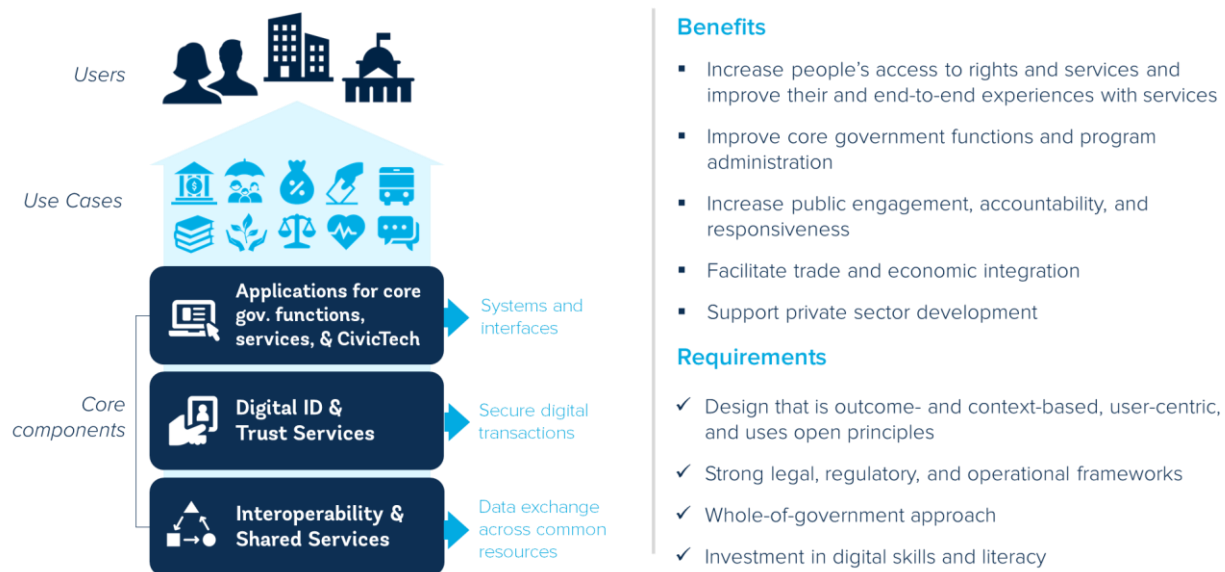 Users
Use Cases
Core
components
Applications for core
gov. functions,
services, & CivicTech
Systems and
interfaces
Digital ID &
Trust Services
Secure digital
transactions
Interoperability &
Shared Services
Data exchange
across common
resources
Benefits
▪ Increase people's access to rights and services and
improve their and end-to-end experiences with services
▪ Improve core government functions and program
administration
▪ Increase public engagement, accountability, and
responsiveness
▪ Facilitate trade and economic integration
▪ Support private sector development
Requirements
✓ Design that is outcome- and context-based, user-centric,
and uses open principles
✓ Strong legal, regulatory, and operational frameworks
✓ Whole-of-government approach
✓ Investment in digital skills and literacy